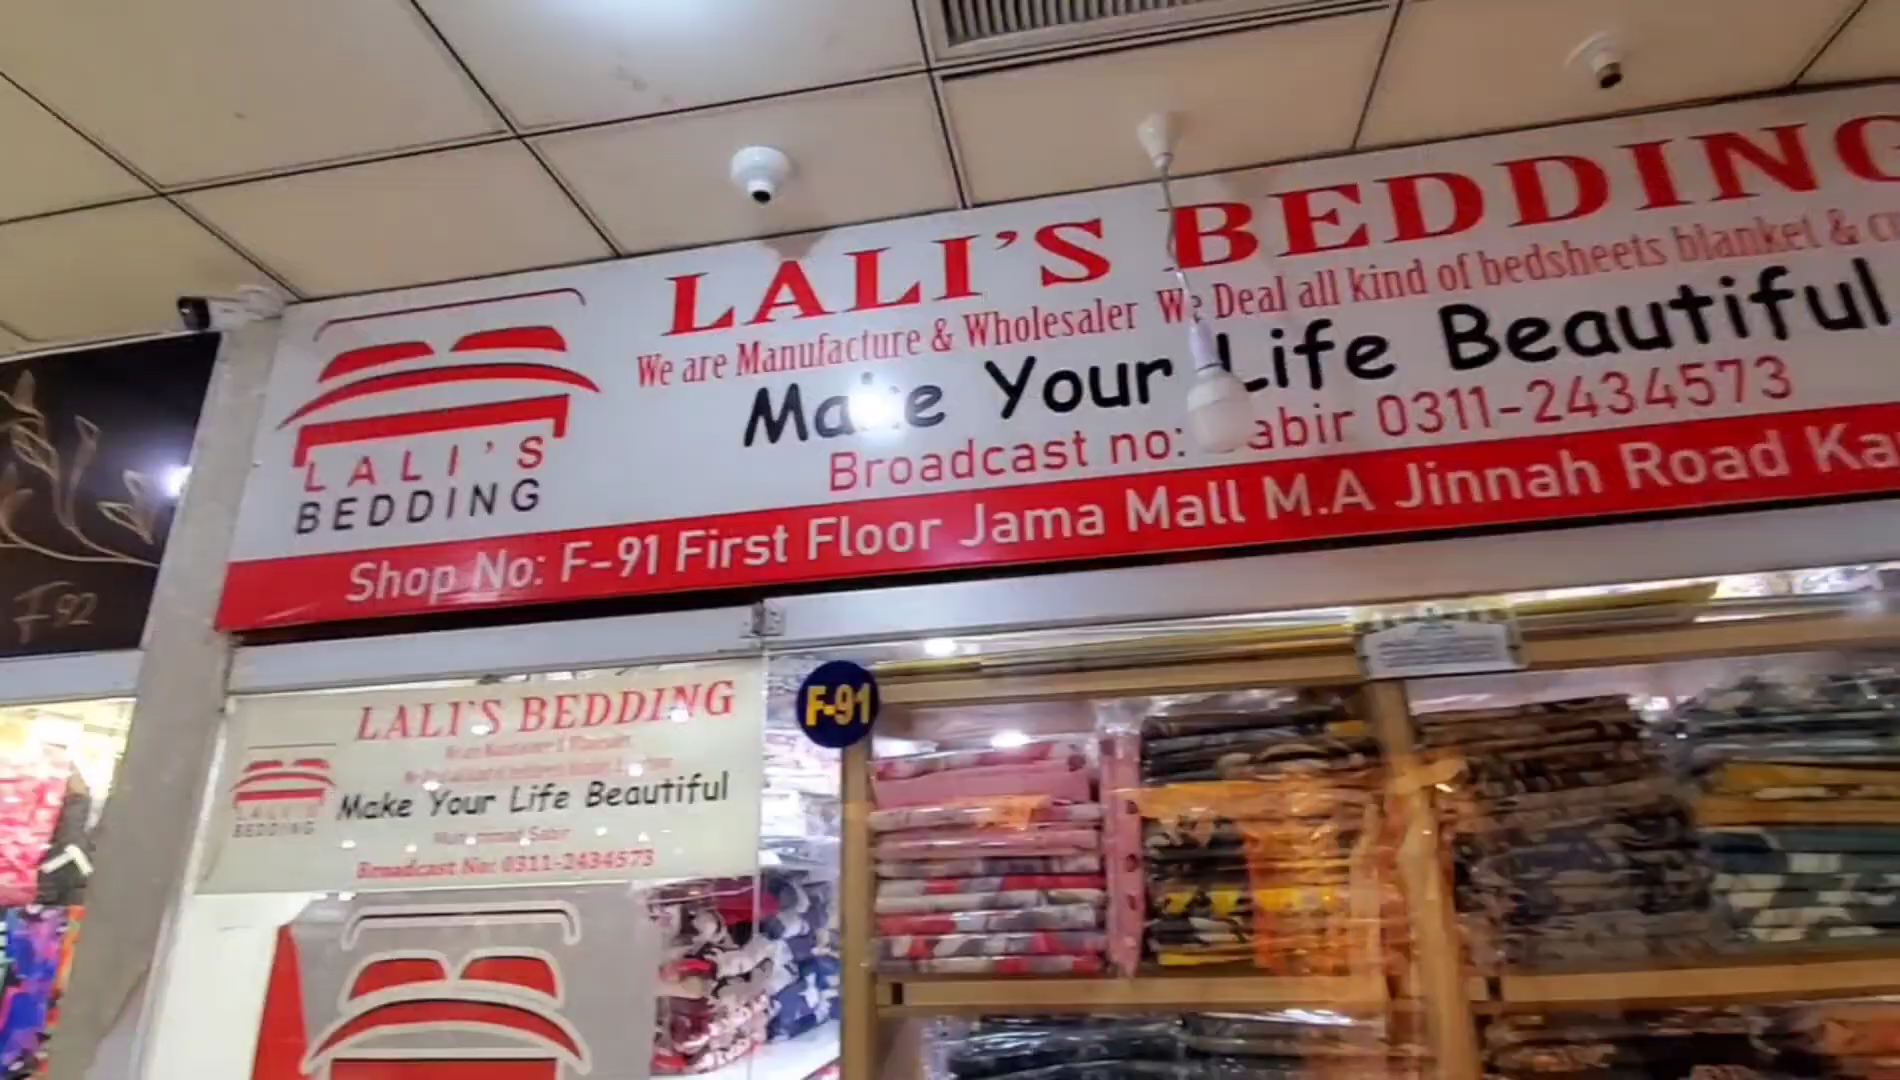 LALI'S BEDDING
We are Manufacture & Wholesaler We Deal all kind of bedsheets blanket &
Make Your Life Beautiful
Broadcast no: 0311-2434573
LALI'S
BEDDING
Shop No: F-91 First Floor Jama Mall M.A Jinnah Road
F92
F-91
LALI'S BEDDING
Make Your Life Beautiful
Sabir
Broadcast No: 0311-2434573
LALI'S
BEDDING